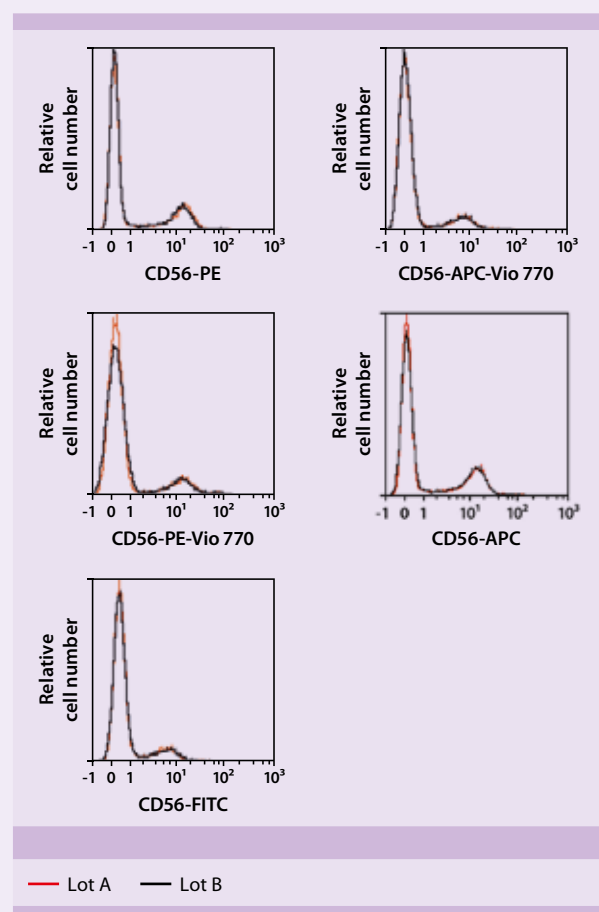 Relative
cell number
-1 0 1 10¹ 10² 10³
CD56-PE
Relative
cell number
-1 0 1 10¹ 10² 10³
CD56-APC-Vio 770
Relative
cell number
-1 0 1 10¹ 10² 10³
CD56-PE-Vio 770
Relative
cell number
-1 0 1 10¹ 10² 10³
CD56-APC
Relative
cell number
-1 0 1 10¹ 10² 10³
CD56-FITC
Lot A Lot B